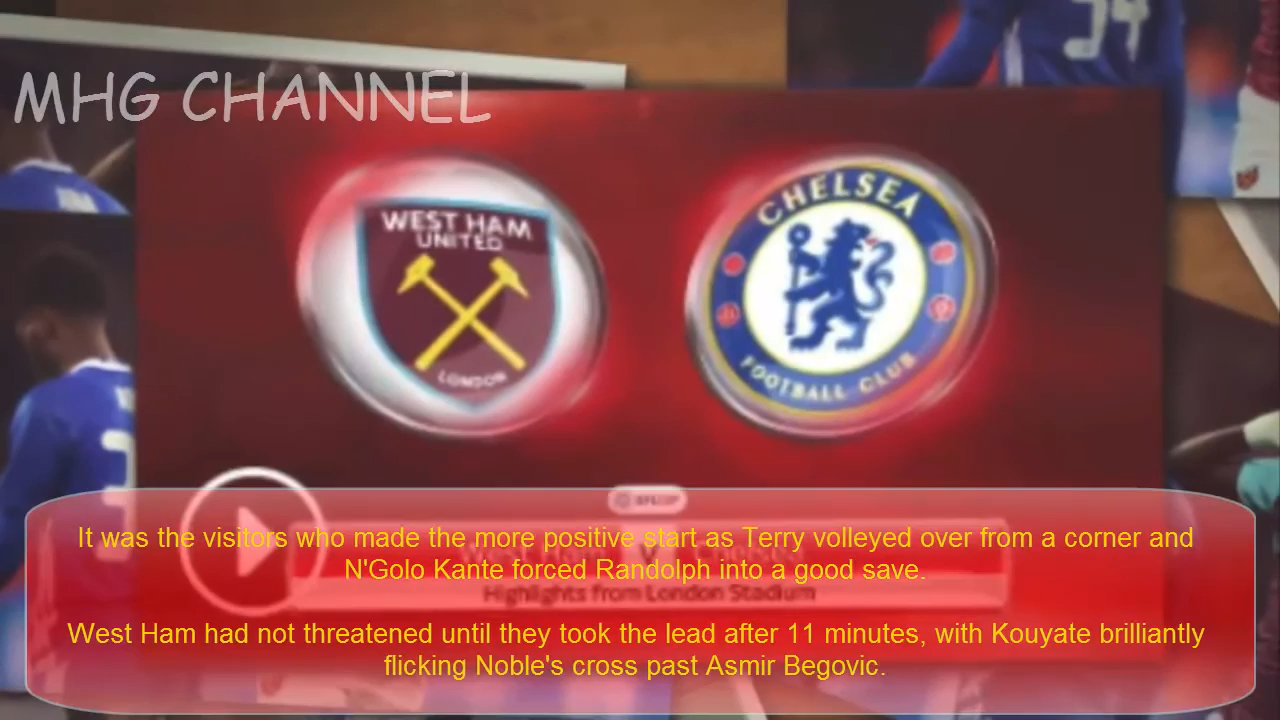 34
MHG CHANNEL
WEST HAM
UNITED
LONDON
CHELSEA
FOOTBALL CLUB
It was the visitors who made the more positive start as Terry volleyed over from a corner and
N'Golo Kante forced Randolph into a good save.
Highlights from London Stadium
West Ham had not threatened until they took the lead after 11 minutes, with Kouyate brilliantly
flicking Noble's cross past Asmir Begovic.